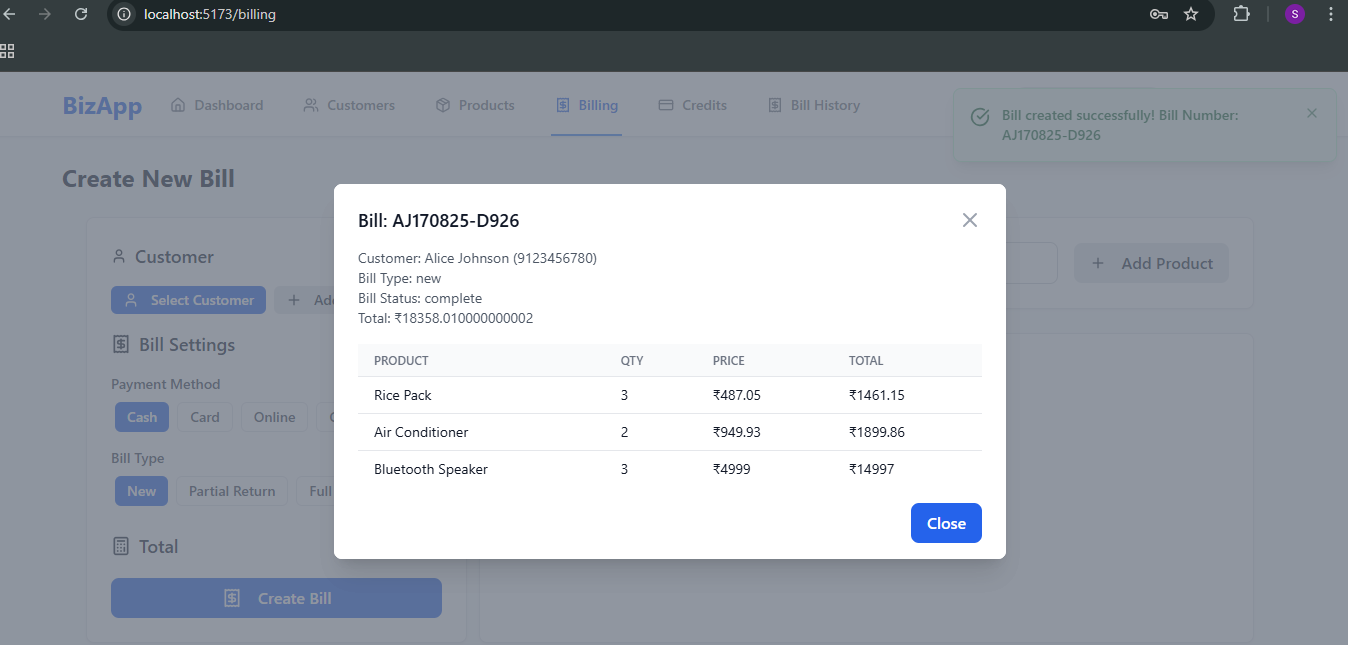 localhost:5173/billing
S
BizApp Dashboard Customers Products Billing Credits Bill History
Bill created successfully! Bill Number:
AJ170825-D926
Create New Bill
Customer
Select Customer
Add Product
Bill Settings
Payment Method
Cash Card Online
Bill Type
New Partial Return Full
Total
Create Bill
Bill: AJ170825-D926
Customer: Alice Johnson (9123456780)
Bill Type: new
Bill Status: complete
Total: ₹18358.010000000002
PRODUCT QTY PRICE TOTAL
Rice Pack 3 ₹487.05 ₹1461.15
Air Conditioner 2 ₹949.93 ₹1899.86
Bluetooth Speaker 3 ₹4999 ₹14997
Close